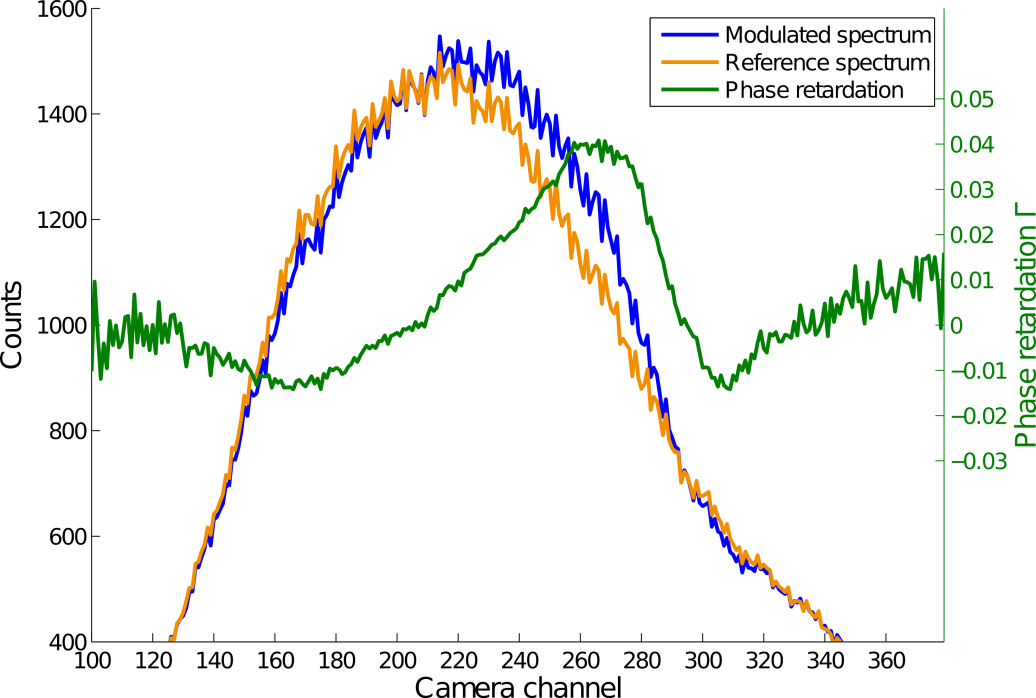 1600
1400
1200
1000
800
600
400
Counts
100 120 140 160 180 200 220 240 260 280 300 320 340 360
Camera channel
Modulated spectrum
Reference spectrum
Phase retardation
0.05
0.04
0.03
0.02
0.01
0
−0.01
−0.02
−0.03
Phase retardation Γ